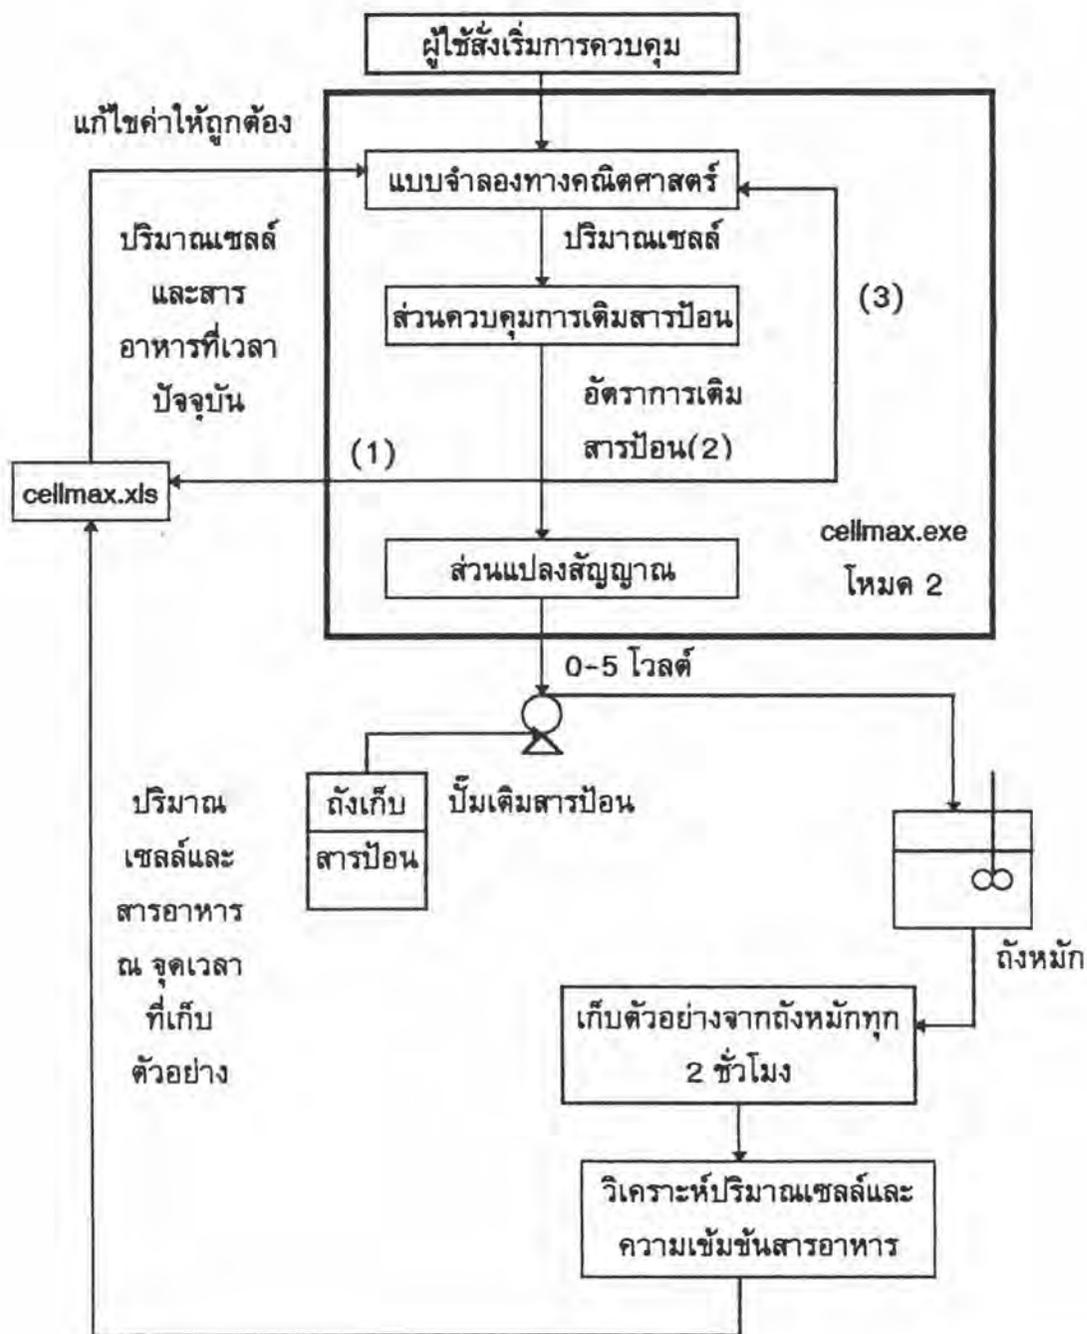 ผู้ใช้สั่งเริ่มการควบคุม
แก้ไขค่าให้ถูกต้อง
แบบจำลองทางคณิตศาสตร์
ปริมาณเซลล์
และสาร
อาหารที่เวลา
ปัจจุบัน
ปริมาณเซลล์
(3)
ส่วนควบคุมการเติมสารป้อน
อัตราการเติม
สารป้อน(2)
(1)
cellmax.xls
cellmax.exe
โหมด 2
ส่วนแปลงสัญญาณ
0-5 โวลต์
ถังเก็บ
สารป้อน
ปั๊มเติมสารป้อน
ปริมาณ
เซลล์และ
สารอาหาร
ณ จุดเวลา
ที่เก็บ
ตัวอย่าง
ถังหมัก
เก็บตัวอย่างจากถังหมักทุก
2 ชั่วโมง
วิเคราะห์ปริมาณเซลล์และ
ความเข้มข้นสารอาหาร